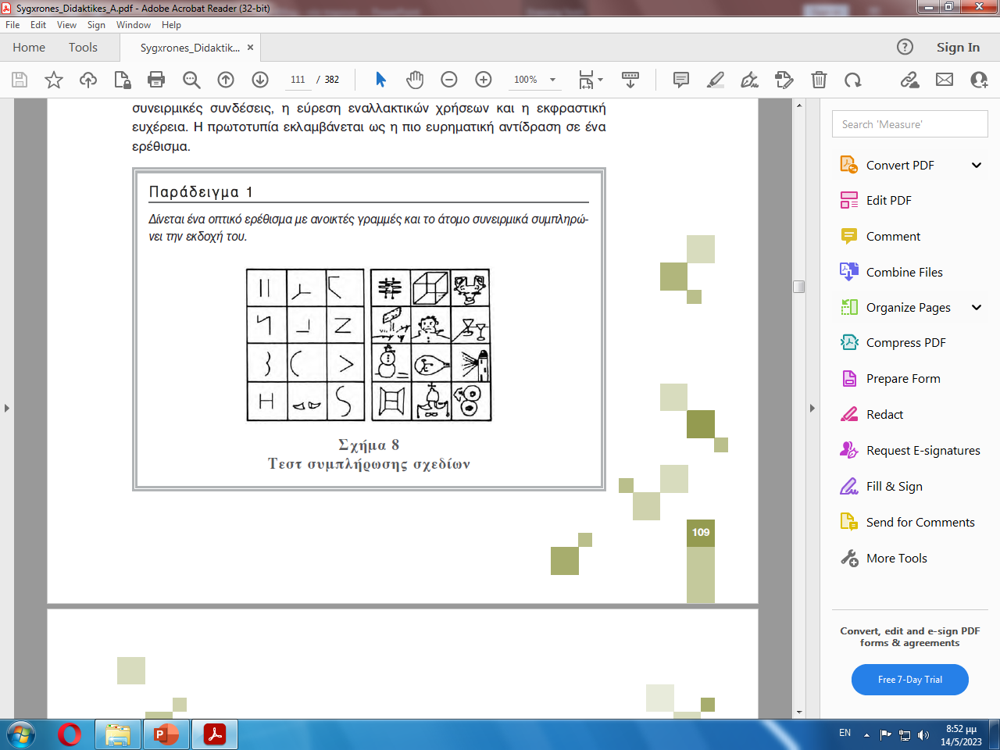 Sygxrones_Didaktikes_A.pdf - Adobe Acrobat Reader (32-bit)
File Edit View Sign Window Help
Home Tools Sygxrones_Didaktik... × Sign In
111 / 382 100%
συνειρμικές συνδέσεις, η εύρεση εναλλακτικών χρήσεων και η εκφραστική
ευχέρεια. Η πρωτοτυπία εκλαμβάνεται ως η πιο ευρηματική αντίδραση σε ένα
ερέθισμα.
Παράδειγμα 1
Δίνεται ένα οπτικό ερέθισμα με ανοικτές γραμμές και το άτομο συνειρμικά συμπληρώ-
νει την εκδοχή του.
Σχήμα 8
Τεστ συμπλήρωσης σχεδίων
109
Search 'Measure'
Convert PDF
Edit PDF
Comment
Combine Files
Organize Pages
Compress PDF
Prepare Form
Redact
Request E-signatures
Fill & Sign
Send for Comments
More Tools
Convert, edit and e-sign PDF
forms & agreements
Free 7-Day Trial
EN
8:52 μμ
14/5/2023